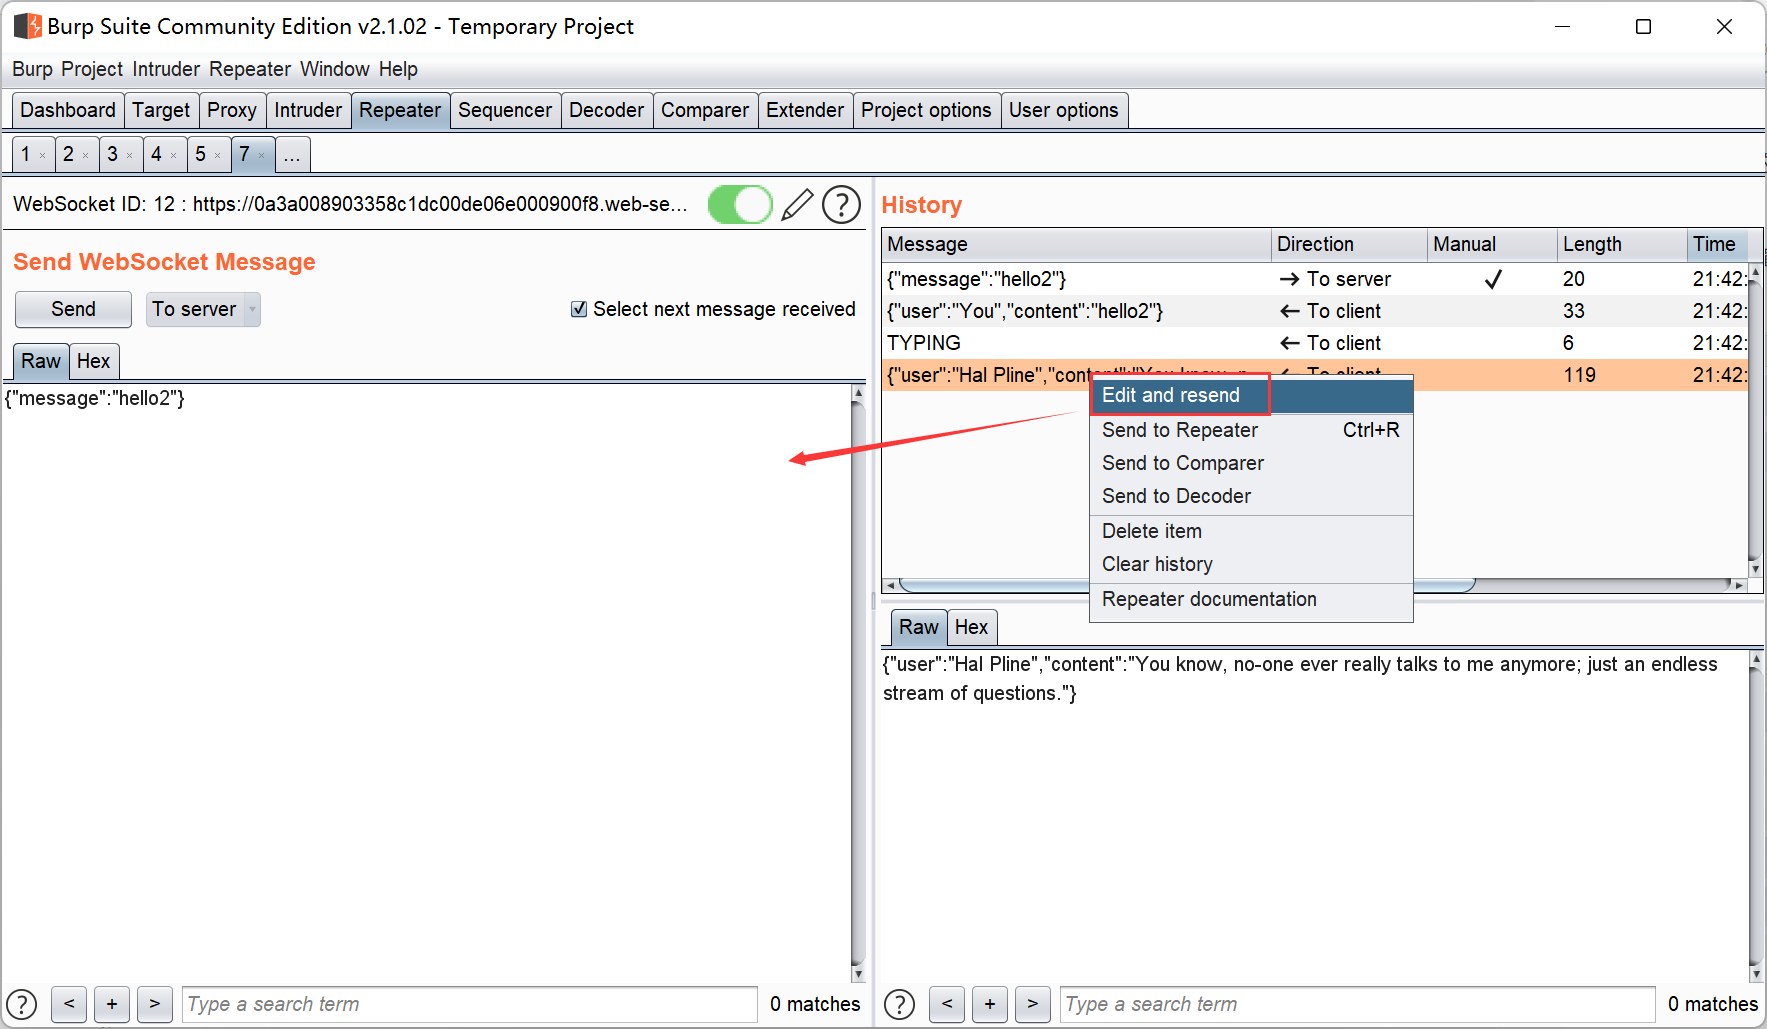 Burp Suite Community Edition v2.1.02 - Temporary Project
Burp Project Intruder Repeater Window Help
Dashboard Target Proxy Intruder Repeater Sequencer Decoder Comparer Extender Project options User options
1 × 2 × 3 × 4 × 5 × 7 × ...
WebSocket ID: 12 : https://0a3a008903358c1dc00de06e000900f8.web-se...
Send WebSocket Message
Send To server Select next message received
Raw Hex
{"message":"hello2"}
? < + > Type a search term 0 matches
History
Message Direction Manual Length Time
{"message":"hello2"} → To server ✓ 20 21:42:
{"user":"You","content":"hello2"} ← To client 33 21:42:
TYPING ← To client 6 21:42:
{"user":"Hal Pline","content":"You know, n... ← To client 119 21:42:
Edit and resend
Send to Repeater Ctrl+R
Send to Comparer
Send to Decoder
Delete item
Clear history
Repeater documentation
Raw Hex
{"user":"Hal Pline","content":"You know, no-one ever really talks to me anymore; just an endless
stream of questions."}
? < + > Type a search term 0 matches